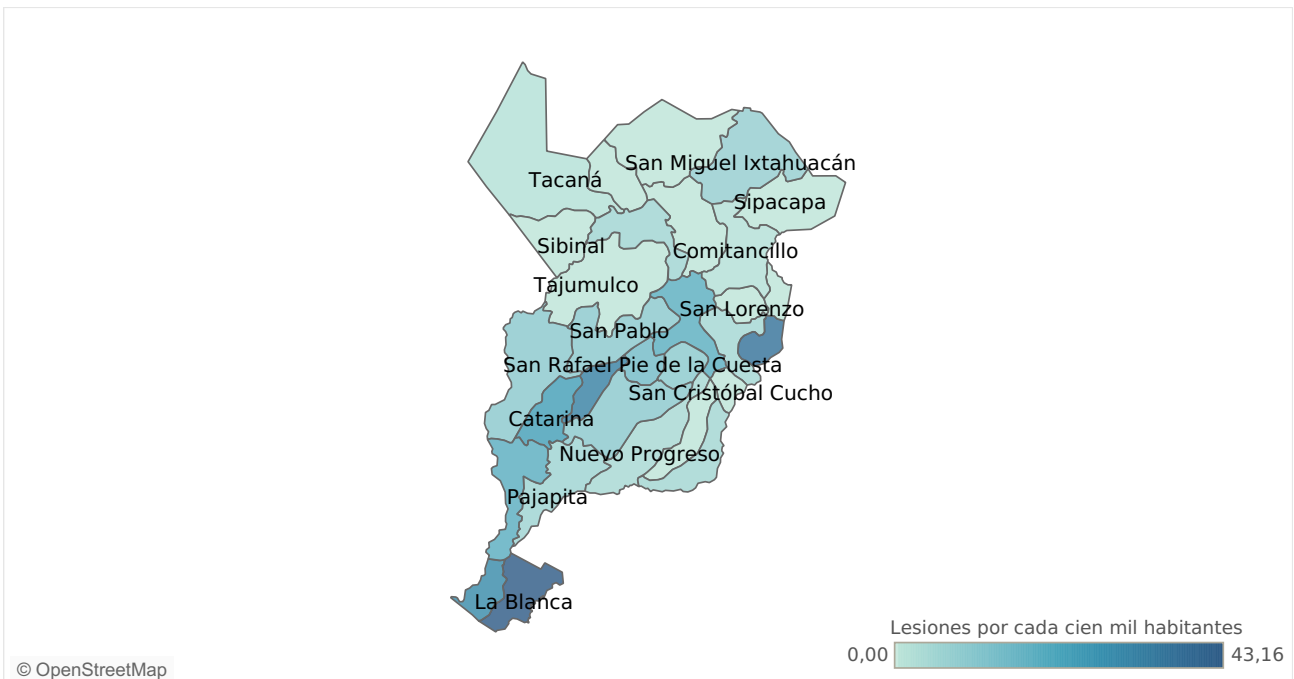 San Miguel Ixtahuacán
Tacaná
Sipacapa
Sibinal
Comitancillo
Tajumulco
San Lorenzo
San Pablo
San Rafael Pie de la Cuesta
San Cristóbal Cucho
Catarina
Nuevo Progreso
Pajapita
La Blanca
Lesiones por cada cien mil habitantes
0,00 43,16
© OpenStreetMap